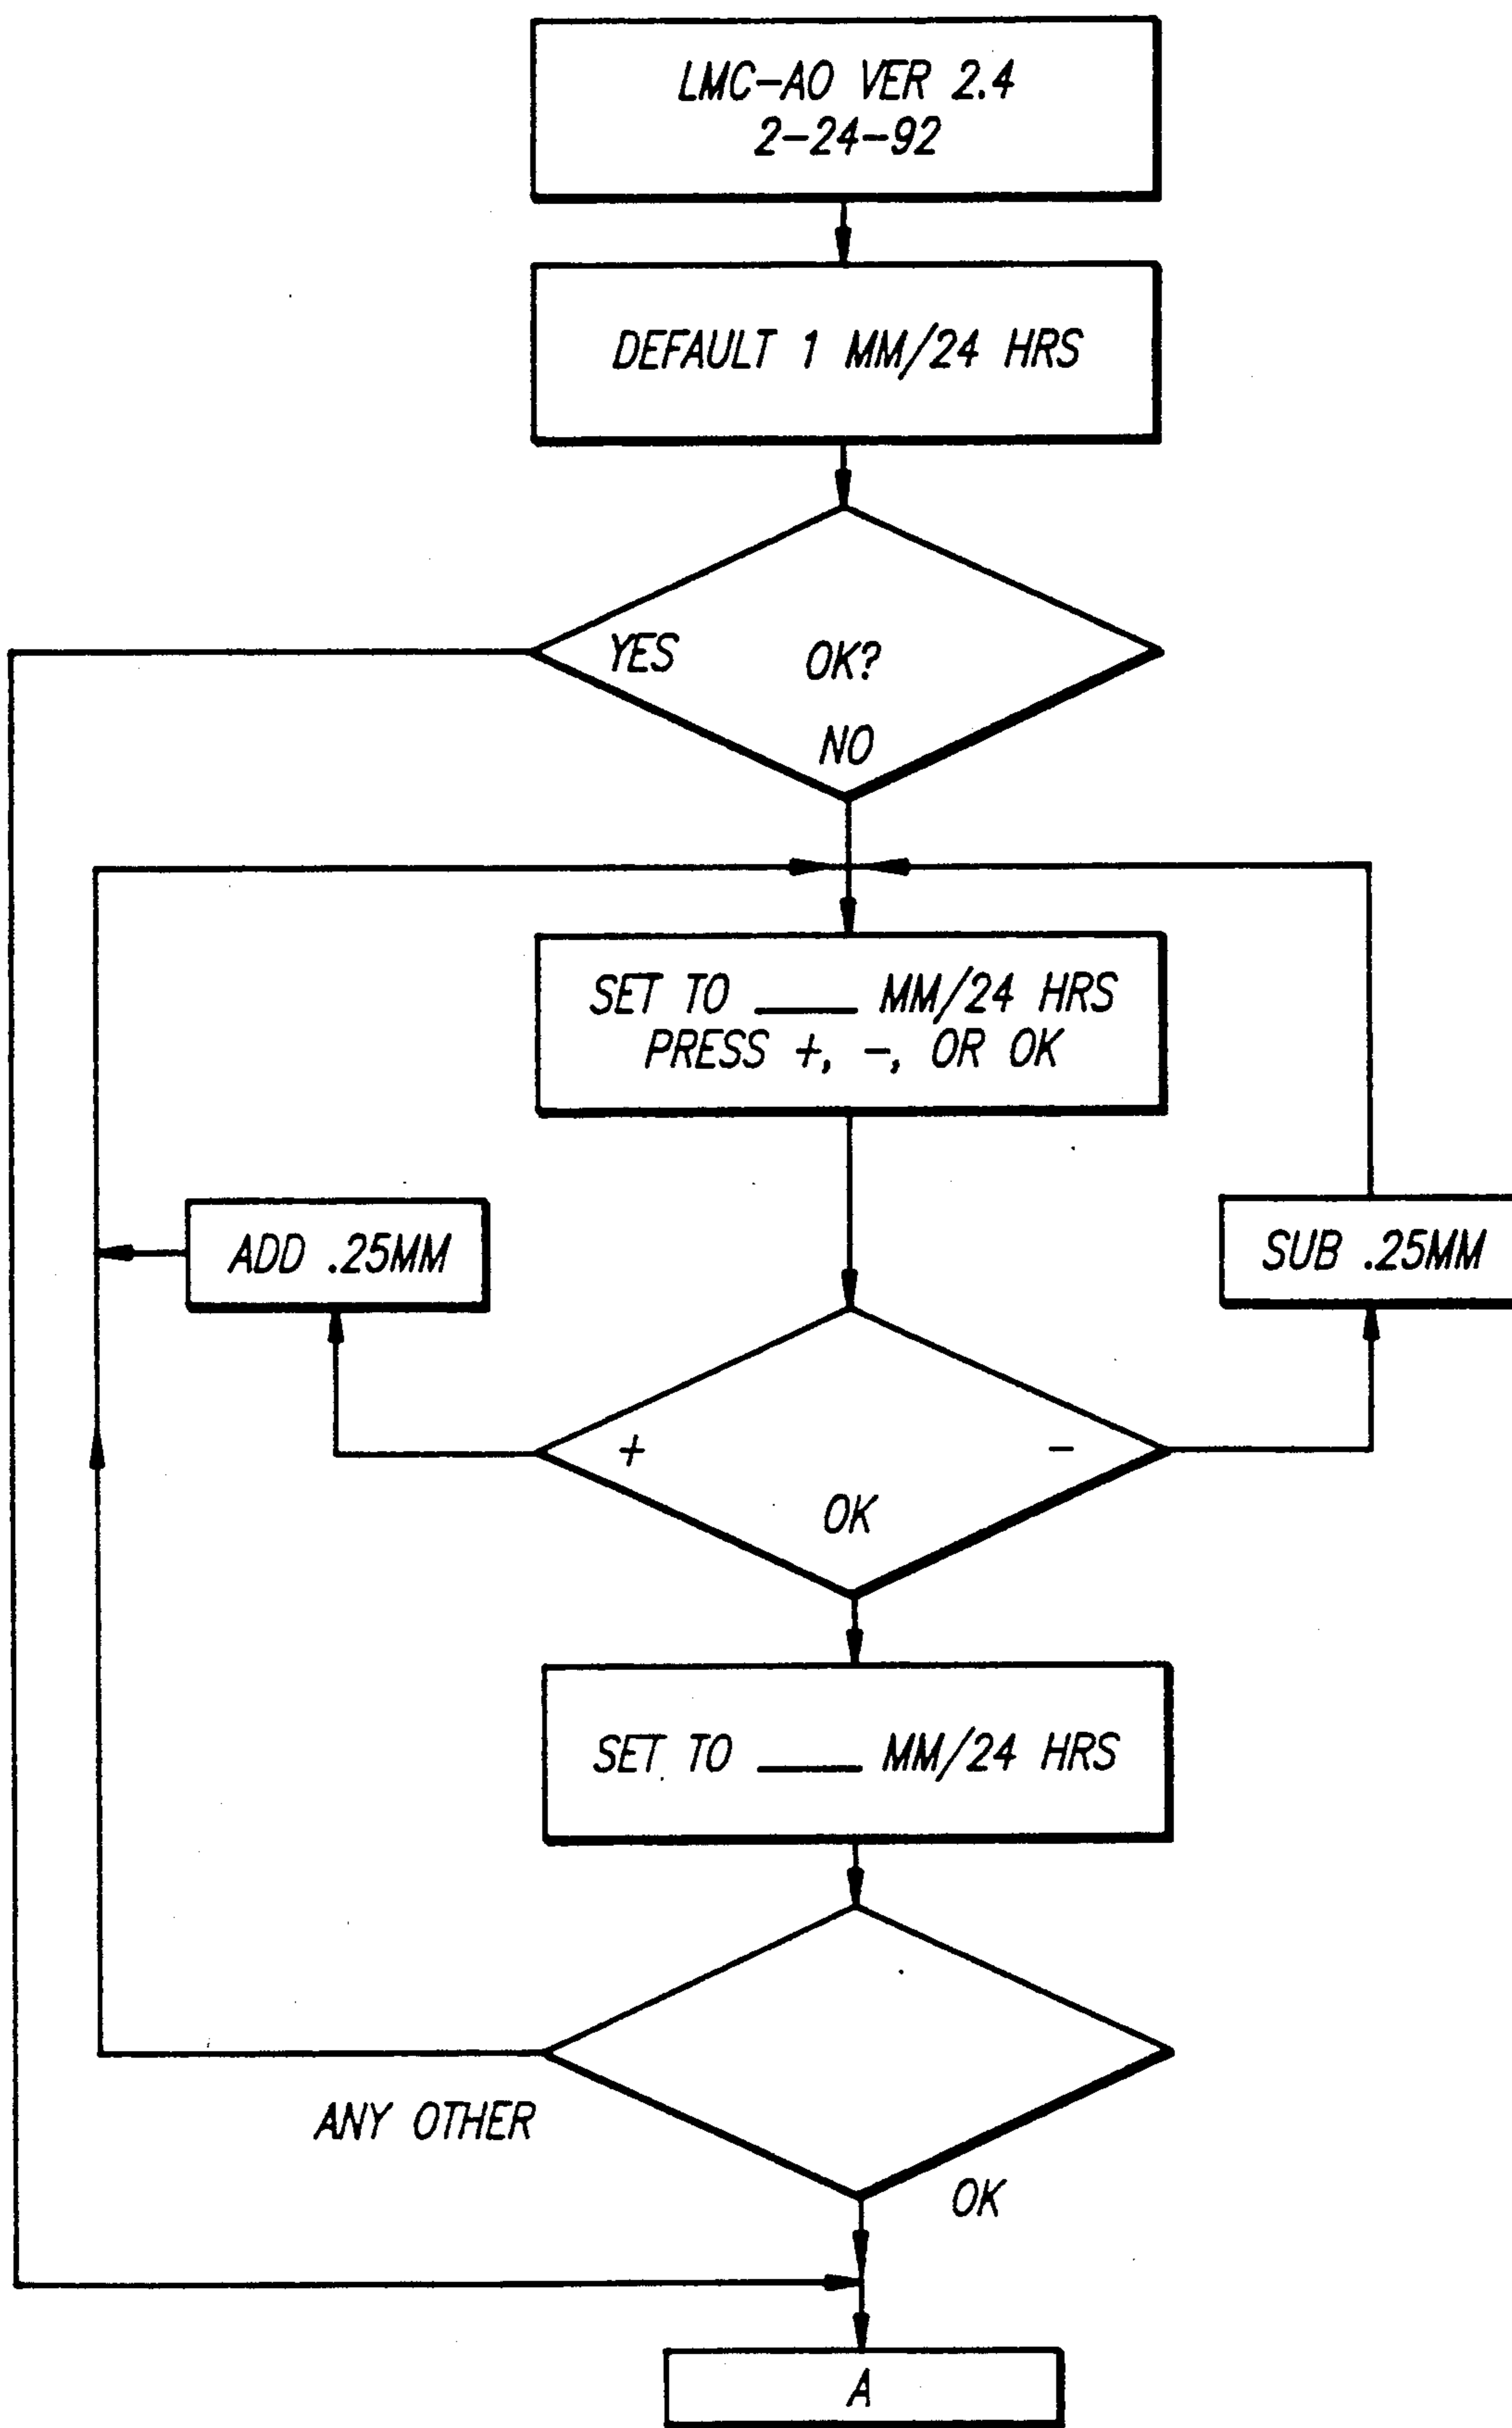 LMC-AO VER 2.4
2-24-92
DEFAULT 1 MM/24 HRS
YES OK?
NO
SET TO ____ MM/24 HRS
PRESS +, -, OR OK
ADD .25MM
SUB .25MM
+ -
OK
SET TO ____ MM/24 HRS
ANY OTHER
OK
A